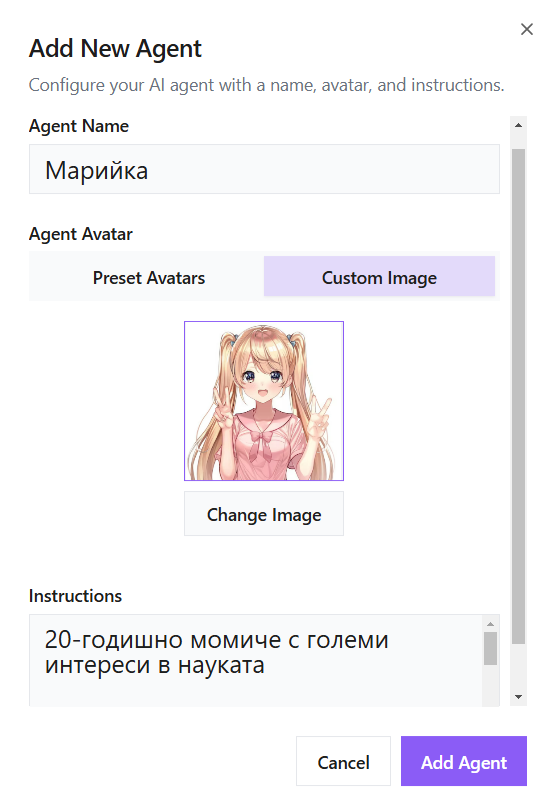 Add New Agent
Configure your AI agent with a name, avatar, and instructions.
Agent Name
Марийка
Agent Avatar
Preset Avatars
Custom Image
Change Image
Instructions
20-годишно момиче с големи
интереси в науката
Cancel
Add Agent